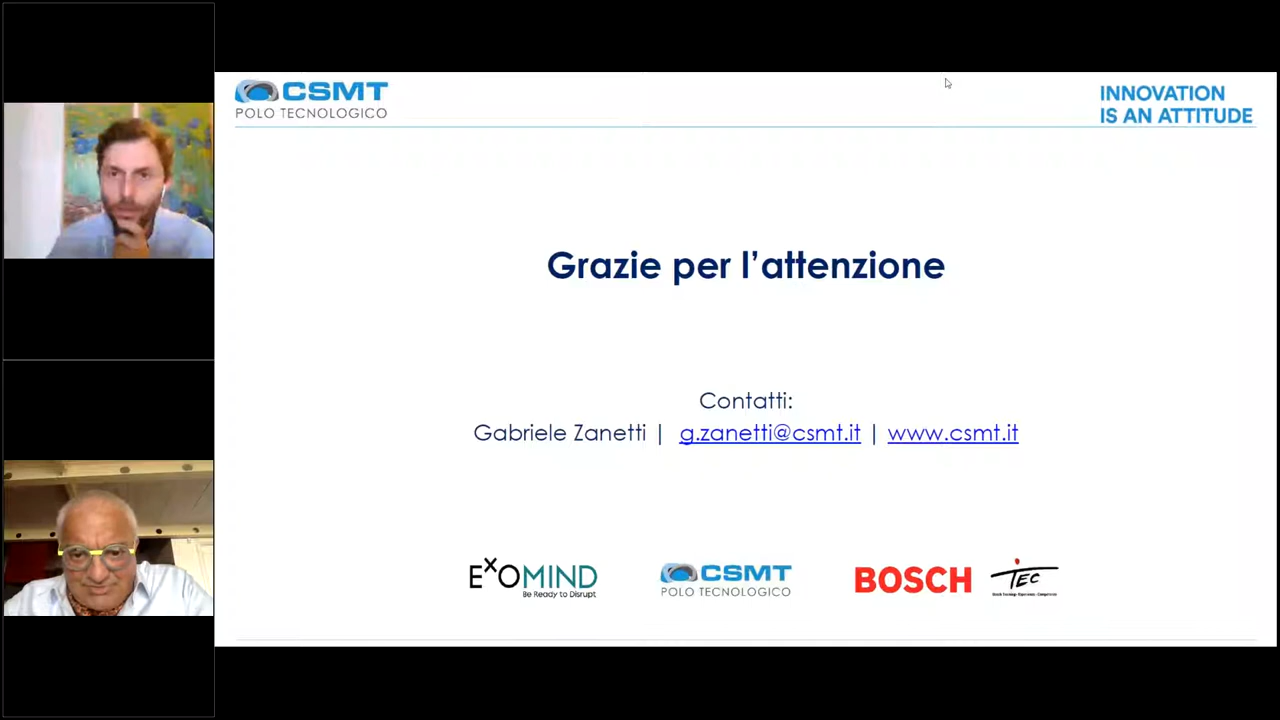 CSMT
POLO TECNOLOGICO
INNOVATION
IS AN ATTITUDE
Grazie per l'attenzione
Contatti:
Gabriele Zanetti | g.zanetti@csmt.it | www.csmt.it
EXOMIND
Be Ready to Disrupt
CSMT
POLO TECNOLOGICO
BOSCH
TEC